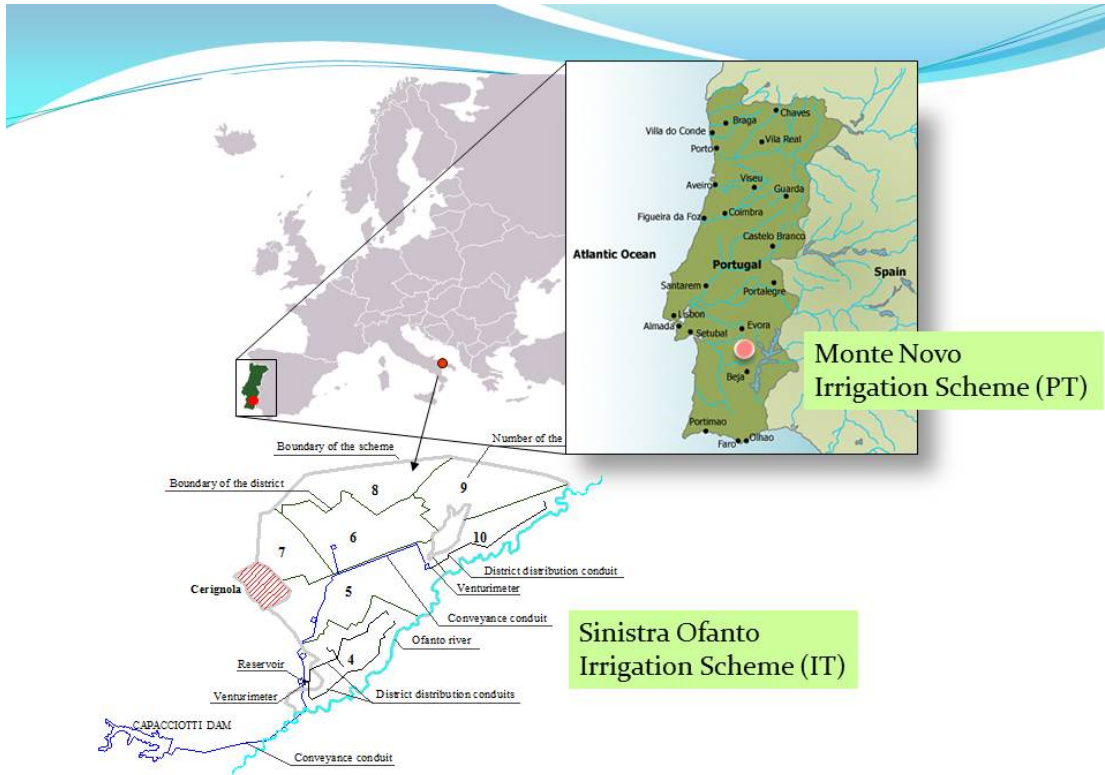 Chaves
Braga
Villa do Conde
Vila Real
Porto
Aveiro
Viseu
Guarda
Figueira da Foz
Coimbra
Castelo Branco
Atlantic Ocean
Portugal
Spain
Santarem
Portalegre
Lisbon
Almada
Setubal
Evora
Beja
Portimao
Faro
Olhao
Monte Novo
Irrigation Scheme (PT)
Number of the
Boundary of the scheme
Boundary of the district
8
9
6
10
7
District distribution conduit
Venturimeter
Cerignola
5
Conveyance conduit
Ofanto river
4
Reservoir
Venturimeter
District distribution conduits
CAPACCIOTTI DAM
Conveyance conduit
Sinistra Ofanto
Irrigation Scheme (IT)